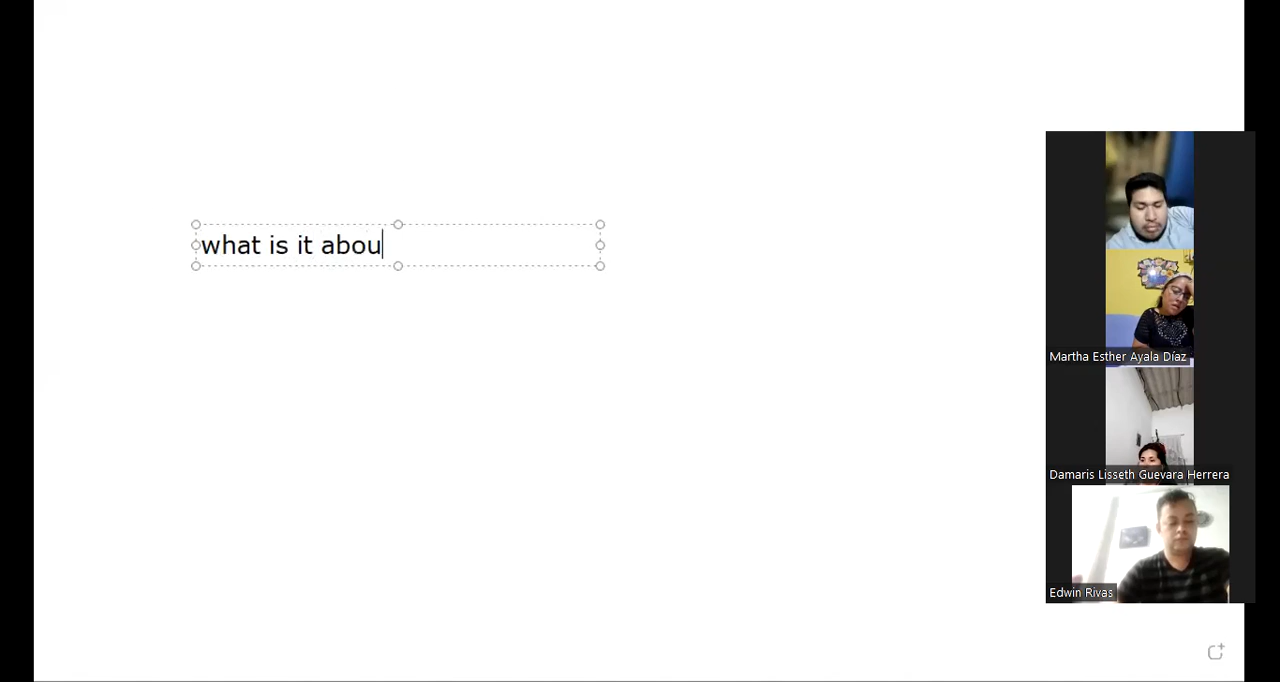 what is it abou
Martha Esther Ayala Díaz
Damaris Lisseth Guevara Herrera
Edwin Rivas